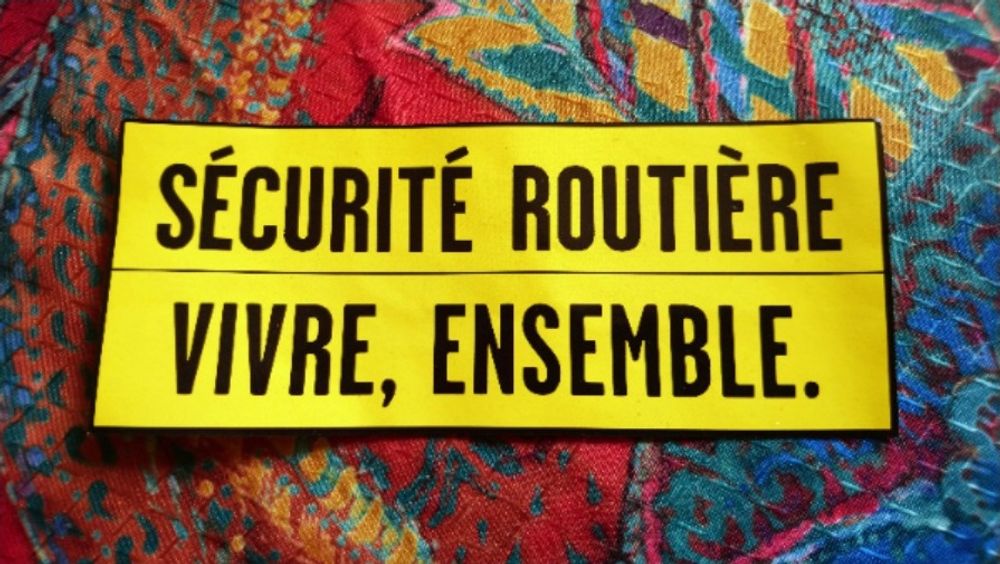 SÉCURITÉ ROUTIÈRE
VIVRE, ENSEMBLE.